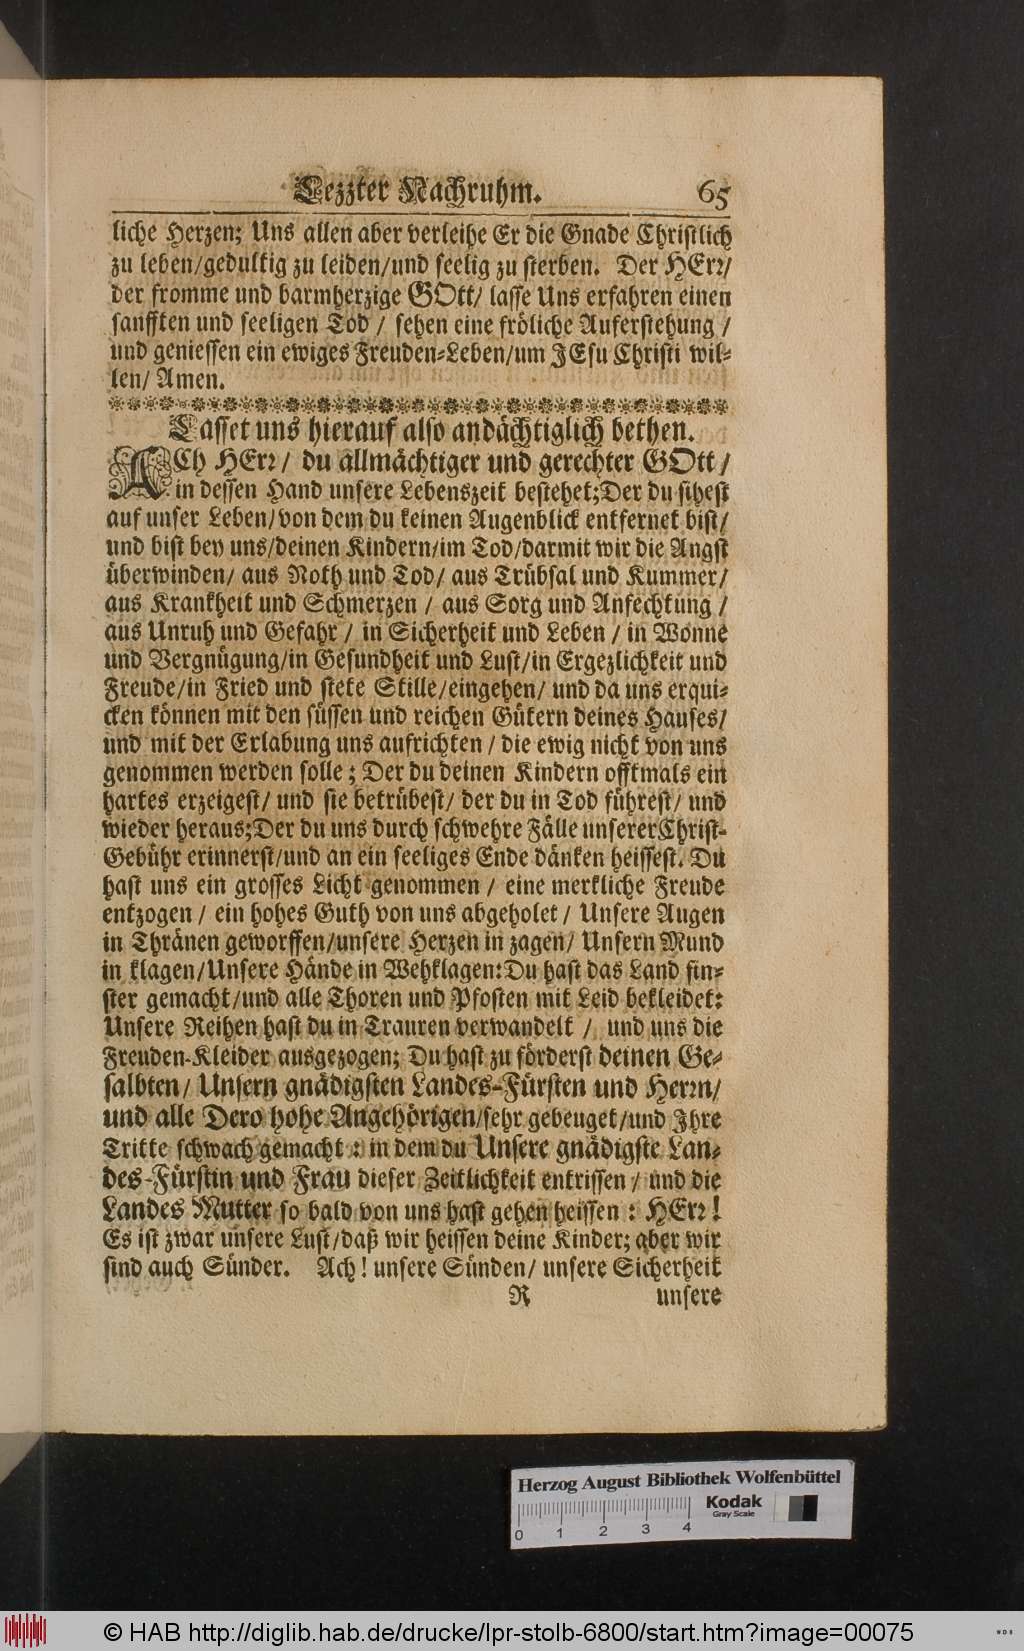 Lezzter Nachruhm. 65
liche Herzen; Uns allen aber verleihe Er die Gnade Christlich
zu leben/gedultig zu leiden/und seelig zu sterben. Der HErr/
der fromme und barmherzige GOtt/ lasse Uns erfahren einen
sanfften und seeligen Tod / sehen eine fröliche Auferstehung /
und geniessen ein ewiges Freuden-Leben/um JEsu Christi wil-
len/ Amen.
Lasset uns hierauf also andächtiglich bethen.
ACh HErr/ du allmächtiger und gerechter GOtt/
in dessen Hand unsere Lebenszeit bestehet;Der du sihest
auf unser Leben/von dem du keinen Augenblick entfernet bist/
und bist bey uns/deinen Kindern/im Tod/darmit wir die Angst
überwinden/ aus Noth und Tod/ aus Trübsal und Kummer/
aus Krankheit und Schmerzen / aus Sorg und Anfechtung /
aus Unruh und Gefahr / in Sicherheit und Leben / in Wonne
und Vergnügung/in Gesundheit und Lust/in Ergezlichkeit und
Freude/in Fried und stete Stille/eingehen/ und da uns erqui-
cken können mit den süssen und reichen Gütern deines Hauses/
und mit der Erlabung uns aufrichten / die ewig nicht von uns
genommen werden solle ; Der du deinen Kindern offtmals ein
hartes erzeigest/ und sie betrübest/ der du in Tod führest/ und
wieder heraus;Der du uns durch schwehre Fälle unserer Christ-
Gebühr erinnerst/und an ein seeliges Ende dänken heissest. Du
hast uns ein grosses Licht genommen / eine merkliche Freude
entzogen / ein hohes Guth von uns abgeholet / Unsere Augen
in Thränen geworffen/unsere Herzen in zagen/ Unsern Mund
in klagen/Unsere Hände in Wehklagen:Du hast das Land fin-
ster gemacht/und alle Thoren und Pfosten mit Leid bekleidet:
Unsere Reihen hast du in Trauren verwandelt / und uns die
Freuden-Kleider ausgezogen; Du hast zu förderst deinen Ge-
salbten/ Unsern gnädigsten Landes-Fürsten und Herrn/
und alle Dero hohe Angehörigen/sehr gebeuget/und Ihre
Tritte schwach gemacht : in dem du Unsere gnädigste Lan-
des-Fürstin und Frau dieser Zeitlichkeit entrissen / und die
Landes Mutter so bald von uns hast gehen heissen : HErr!
Es ist zwar unsere Lust/daß wir heissen deine Kinder; aber wir
sind auch Sünder. Ach! unsere Sünden/ unsere Sicherheit
R unsere
Herzog August Bibliothek Wolfenbüttel
Kodak
Gray Scale
0 1 2 3 4
© HAB http://diglib.hab.de/drucke/lpr-stolb-6800/start.htm?image=00075